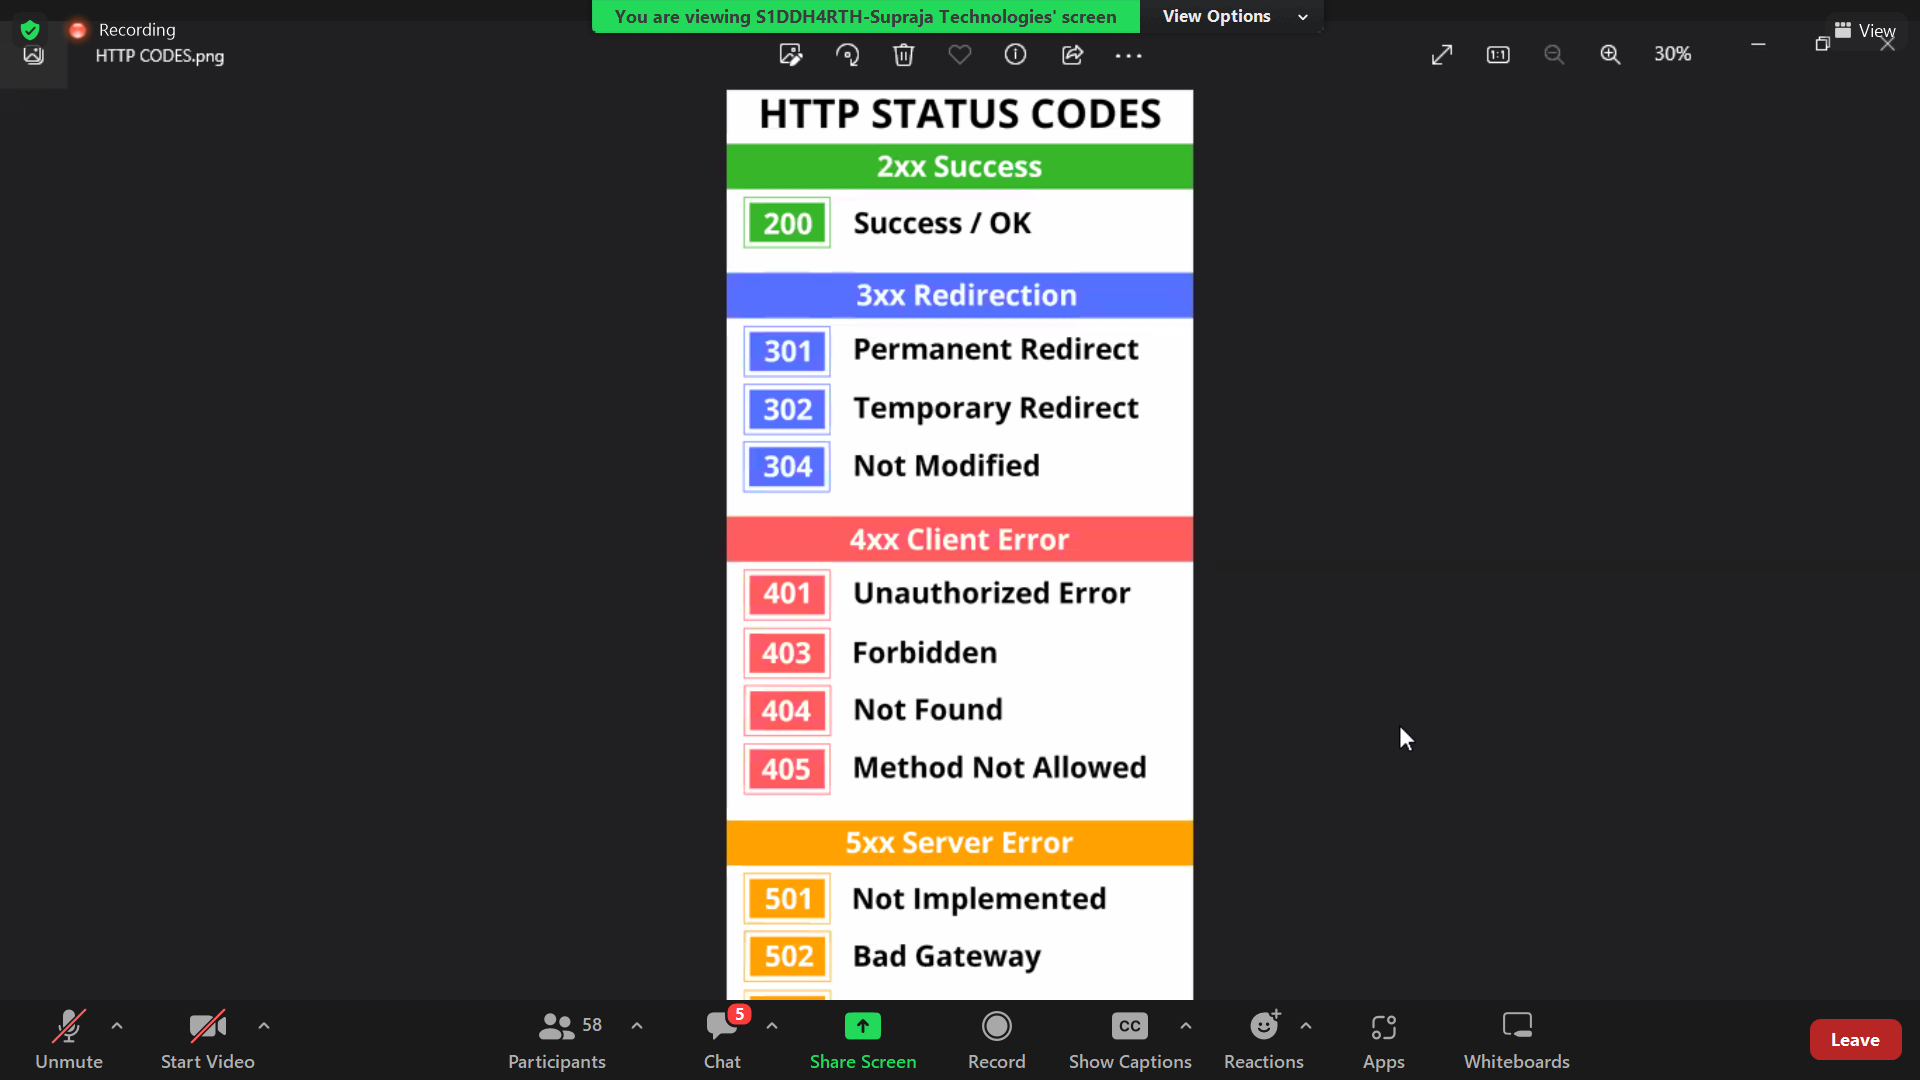 You are viewing S1DDH4RTH-Supraja Technologies' screen
View Options
Recording
View
HTTP CODES.png
1:1
30%
HTTP STATUS CODES
2xx Success
200 Success / OK
3xx Redirection
301 Permanent Redirect
302 Temporary Redirect
304 Not Modified
4xx Client Error
401 Unauthorized Error
403 Forbidden
404 Not Found
405 Method Not Allowed
5xx Server Error
501 Not Implemented
502 Bad Gateway
58
5
CC
Unmute
Start Video
Participants
Chat
Share Screen
Record
Show Captions
Reactions
Apps
Whiteboards
Leave